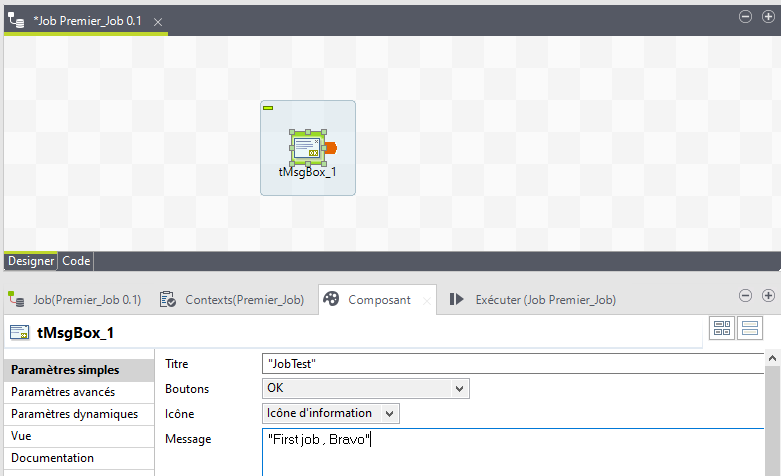 *Job Premier_Job 0.1
tMsgBox_1
Designer Code
Job(Premier_Job 0.1) Contexts(Premier_Job) Composant Exécuter (Job Premier_Job)
tMsgBox_1
Paramètres simples
Paramètres avancés
Paramètres dynamiques
Vue
Documentation
Titre "JobTest"
Boutons OK
Icône Icône d'information
Message "First job , Bravo"